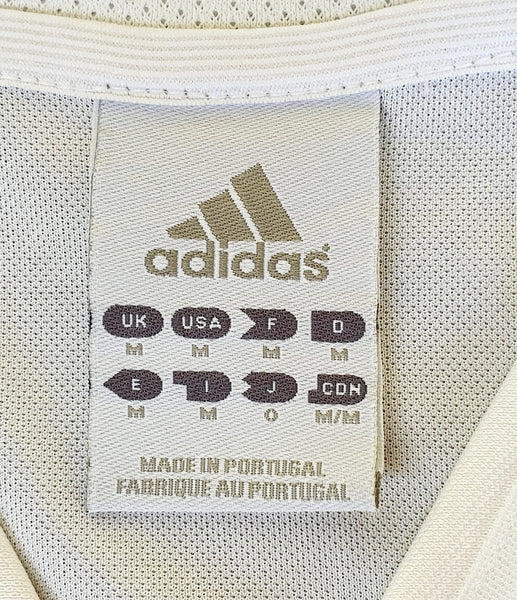 adidas®
UK USA F D
M M M M
E I J CDN
M M O M/M
MADE IN PORTUGAL
FABRIQUE AU PORTUGAL